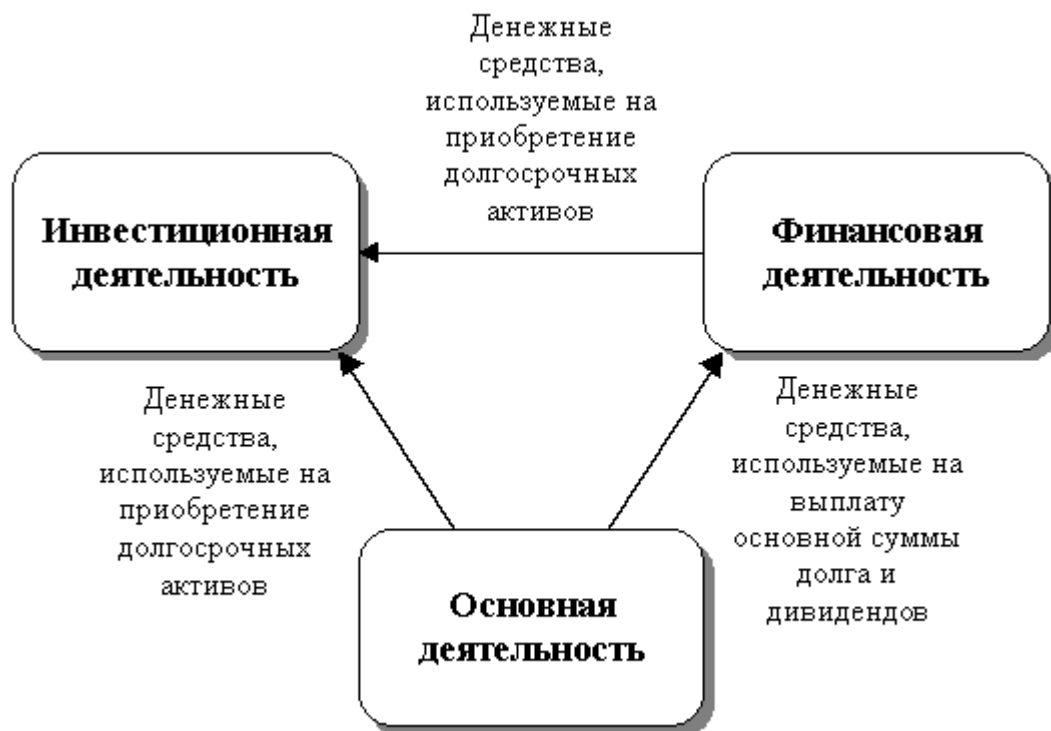 Денежные
средства,
используемые на
приобретение
долгосрочных
активов
Инвестиционная
деятельность
Финансовая
деятельность
Денежные
средства,
используемые на
приобретение
долгосрочных
активов
Денежные
средства,
используемые на
выплату
основной суммы
долга и
дивидендов
Основная
деятельность